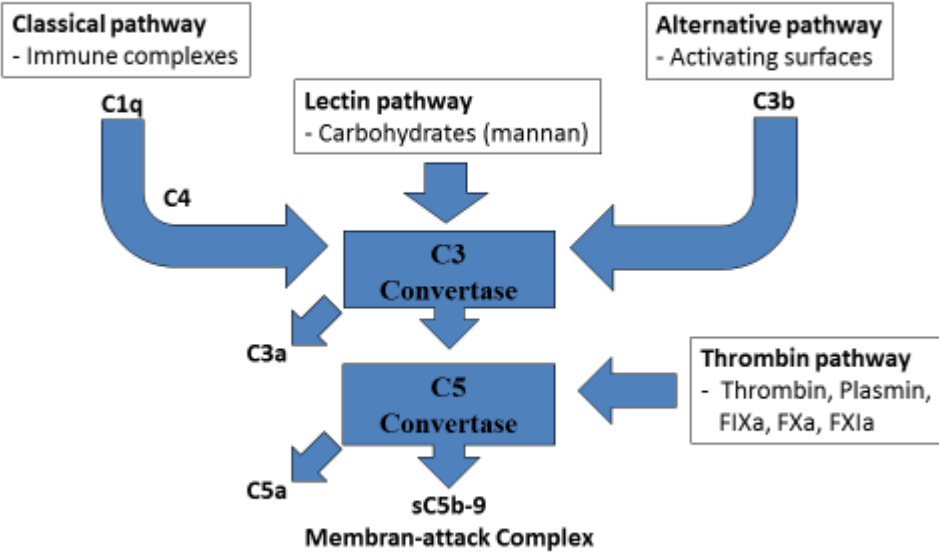 Classical pathway
- Immune complexes
Alternative pathway
- Activating surfaces
Lectin pathway
- Carbohydrates (mannan)
C1q
C3b
C4
C3
Convertase
C3a
Thrombin pathway
- Thrombin, Plasmin,
FIXa, FXa, FXIa
C5
Convertase
C5a
sC5b-9
Membran-attack Complex